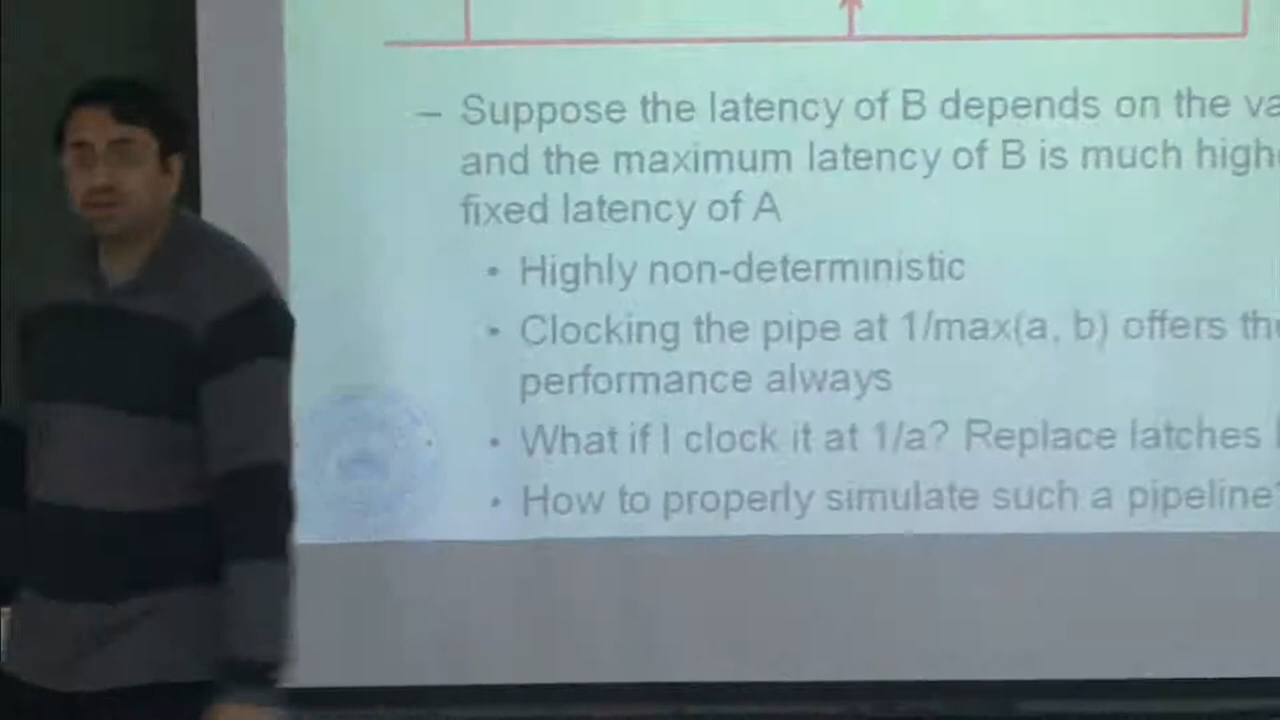 – Suppose the latency of B depends on the va
and the maximum latency of B is much high
fixed latency of A
• Highly non-deterministic
• Clocking the pipe at 1/max(a, b) offers th
performance always
• What if I clock it at 1/a? Replace latches
• How to properly simulate such a pipeline?